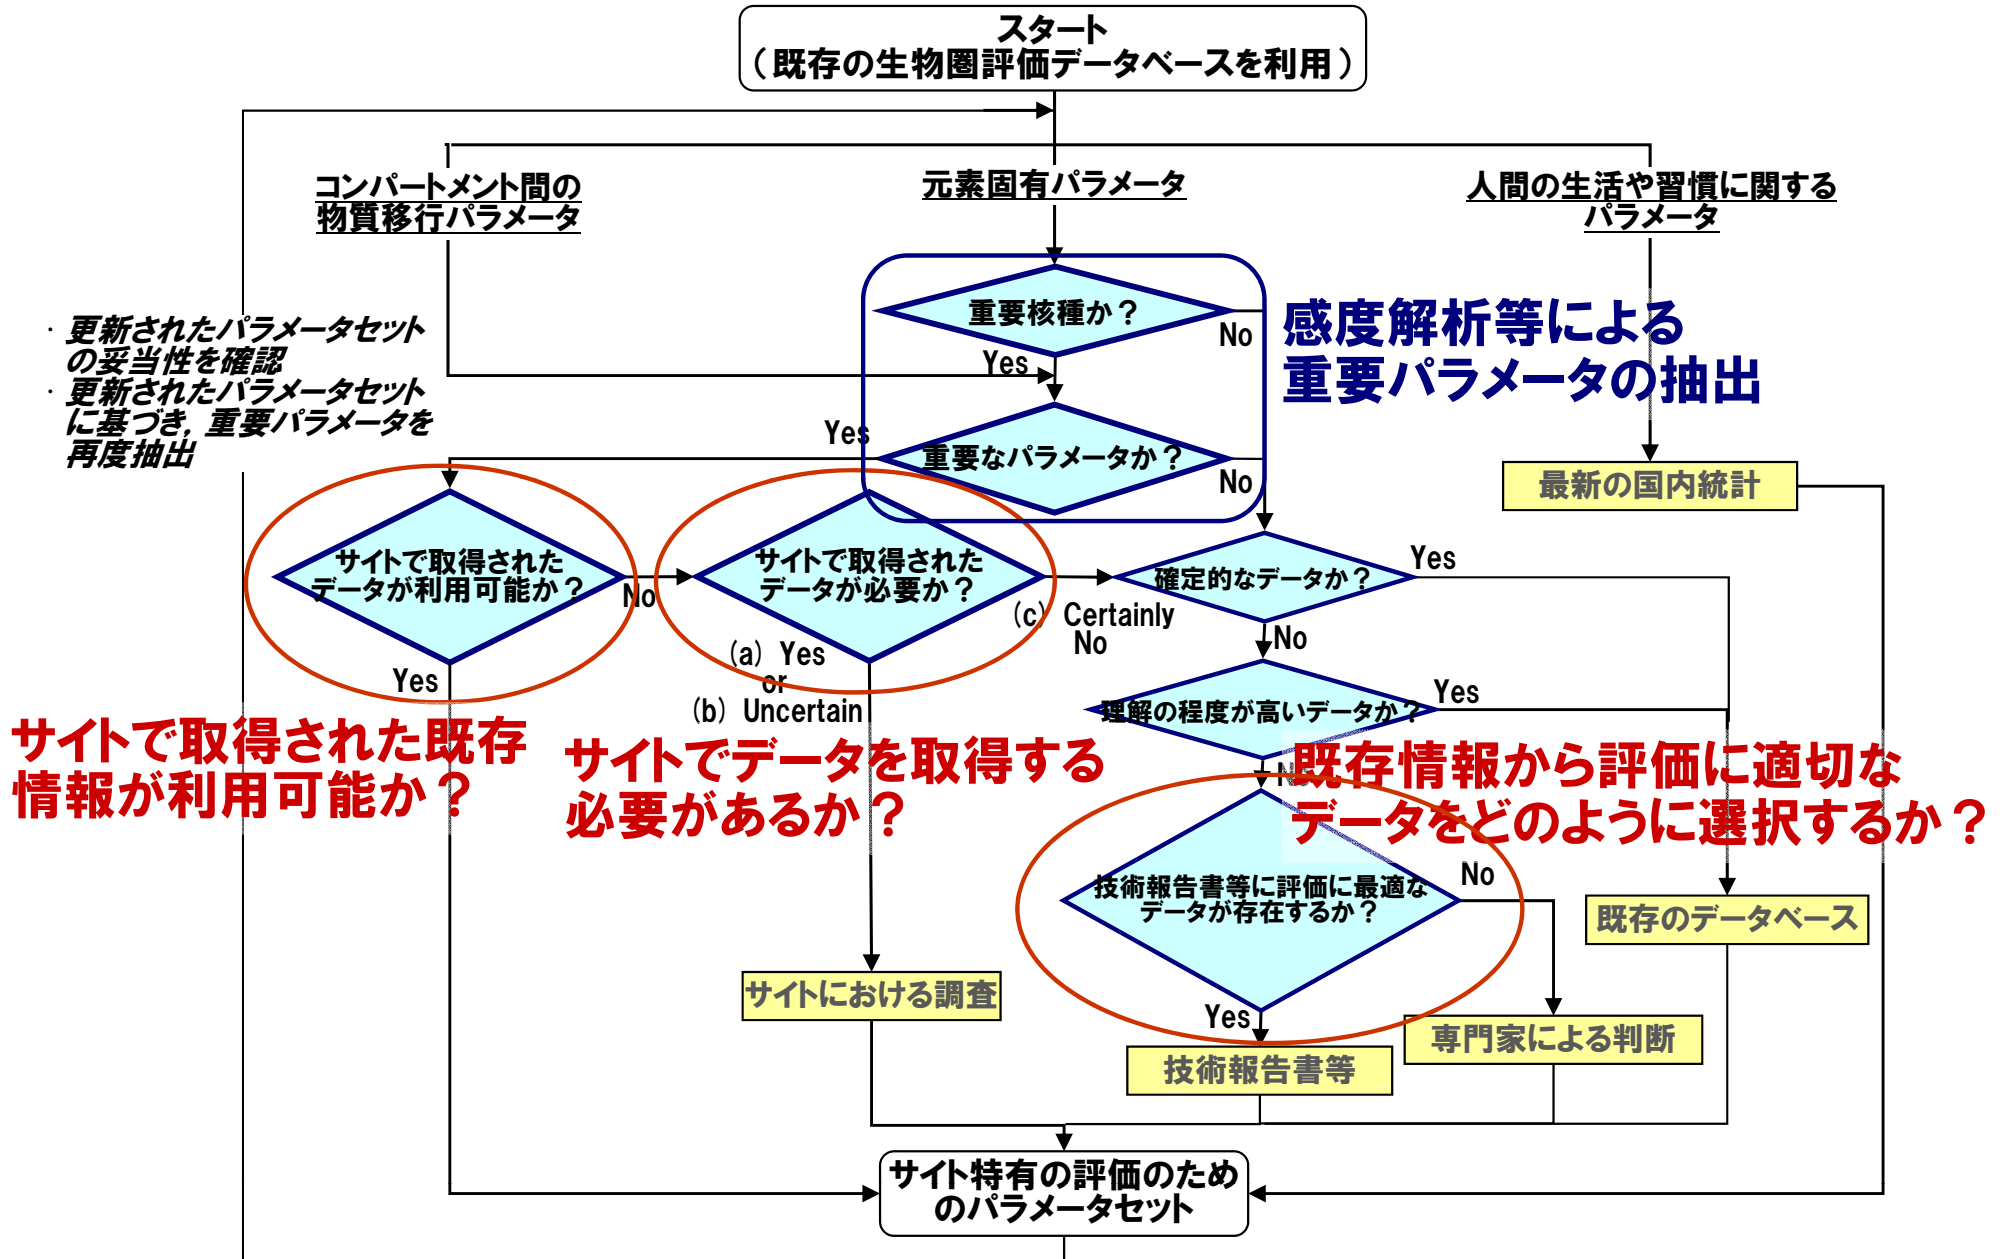 スタート
（既存の生物圏評価データベースを利用）
コンパートメント間の
物質移行パラメータ
元素固有パラメータ
人間の生活や習慣に関する
パラメータ
重要核種か？
No
Yes
感度解析等による
重要パラメータの抽出
・更新されたパラメータセット
の妥当性を確認
・更新されたパラメータセット
に基づき，重要パラメータを
再度抽出
Yes
重要なパラメータか？
No
最新の国内統計
サイトで取得された
データが利用可能か？
No
Yes
サイトで取得された
データが必要か？
(a) Yes
or
(b) Uncertain
(c) Certainly
No
確定的なデータか？
Yes
No
理解の程度が高いデータか？
Yes
No
サイトで取得された既存
情報が利用可能か？
サイトでデータを取得する
必要があるか？
既存情報から評価に適切な
データをどのように選択するか？
技術報告書等に評価に最適な
データが存在するか？
No
Yes
既存のデータベース
サイトにおける調査
専門家による判断
技術報告書等
サイト特有の評価のため
のパラメータセット